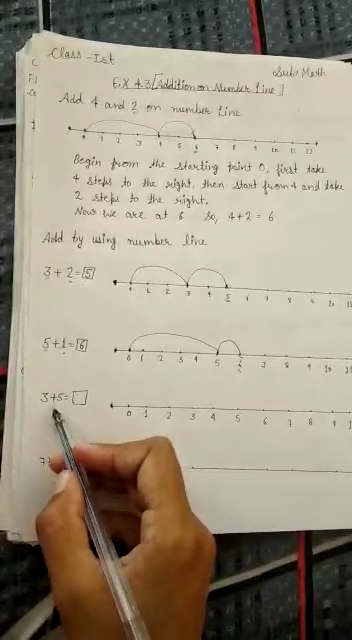 Class-Ist
Sub: Math
EX 4.3 [Addition on Number Line]
Add 4 and 2 on number line
0 1 2 3 4 5 6 7 8 9 10 11 12
Begin from the starting point 0, first take
4 steps to the right, then start from 4 and take
2 steps to the right.
Now we are at 6 So, 4+2=6
Add by using number line
3+2=5
0 1 2 3 4 5 6 7 8 9 10
5+1=6
0 1 2 3 4 5 6 7 8 9 10
3+5=
0 1 2 3 4 5 6 7 8 9
7